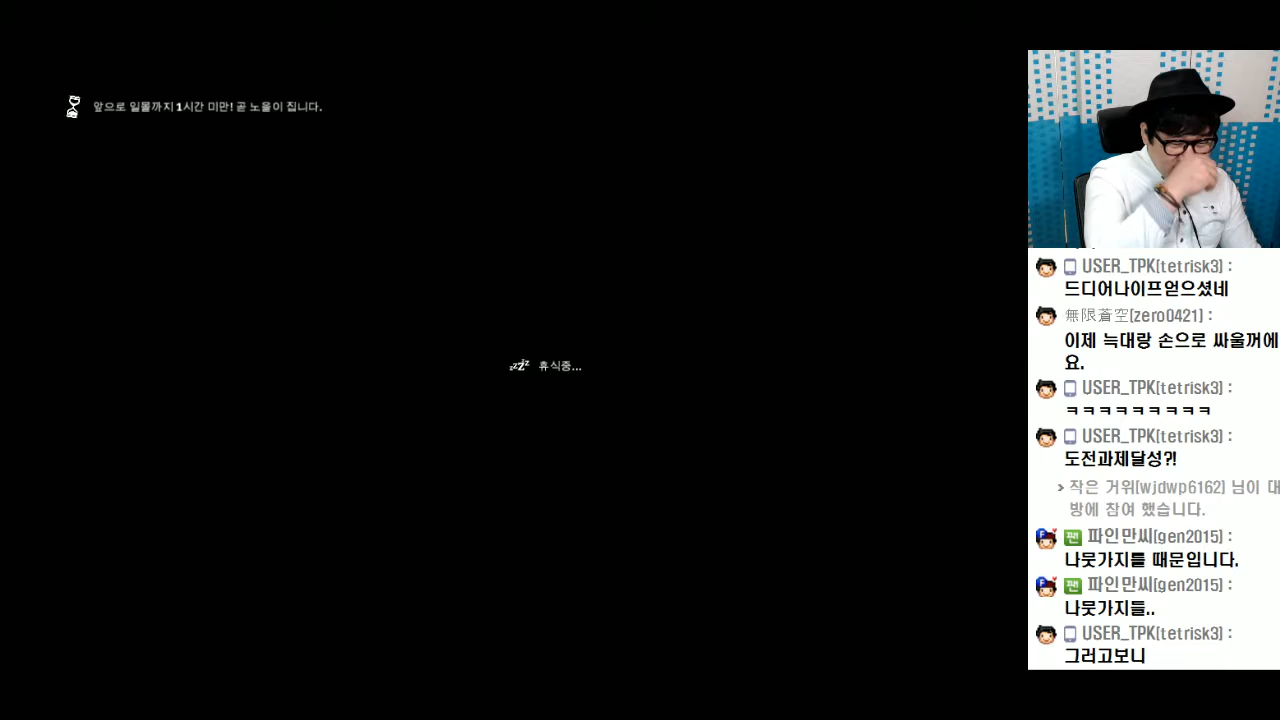 앞으로 일몰까지 1시간 미만! 곧 노을이 집니다.
zzZZ 휴식중...
USER_TPK[tetrisk3] :
드디어나이프얻으셨네
無限蒼空[zero0421] :
이제 늑대랑 손으로 싸울꺼에
요.
USER_TPK[tetrisk3] :
ㅋㅋㅋㅋㅋㅋㅋㅋㅋ
USER_TPK[tetrisk3] :
도전과제달성?!
> 작은 거위[wjdwp6162] 님이 대
방에 참여 했습니다.
팬 파인만씨[gen2015] :
나뭇가지를 때문입니다.
팬 파인만씨[gen2015] :
나뭇가지들..
USER_TPK[tetrisk3] :
그러고보니